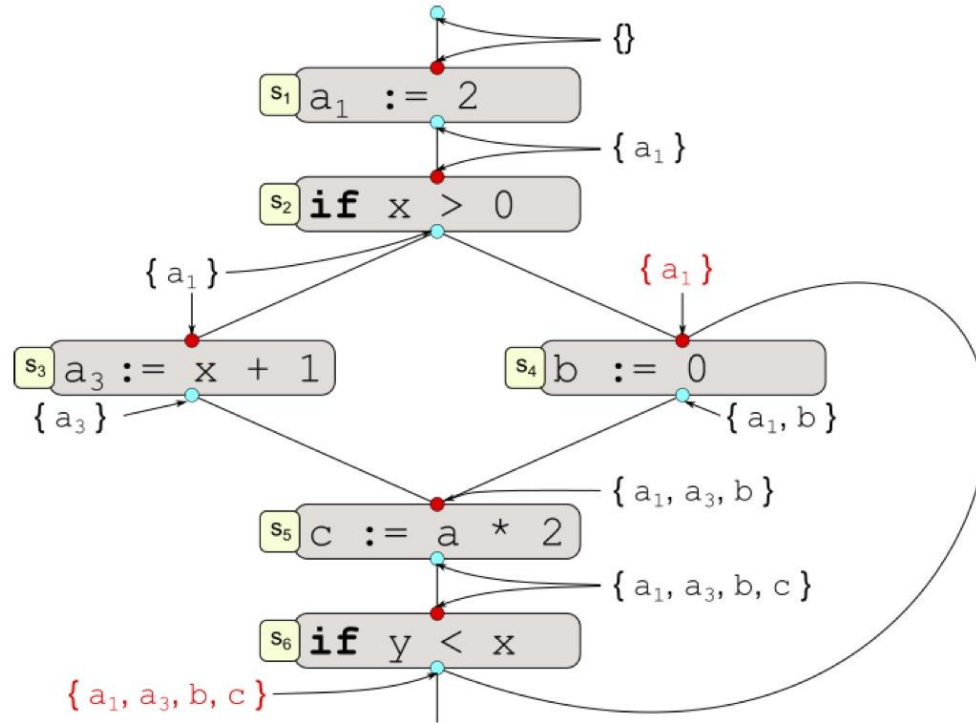 {}
s₁ a₁ := 2
{ a₁ }
s₂ if x > 0
{ a₁ } { a₁ }
s₃ a₃ := x + 1 s₄ b := 0
{ a₃ } { a₁, b }
{ a₁, a₃, b }
s₅ c := a * 2
{ a₁, a₃, b, c }
s₆ if y < x
{ a₁, a₃, b, c }